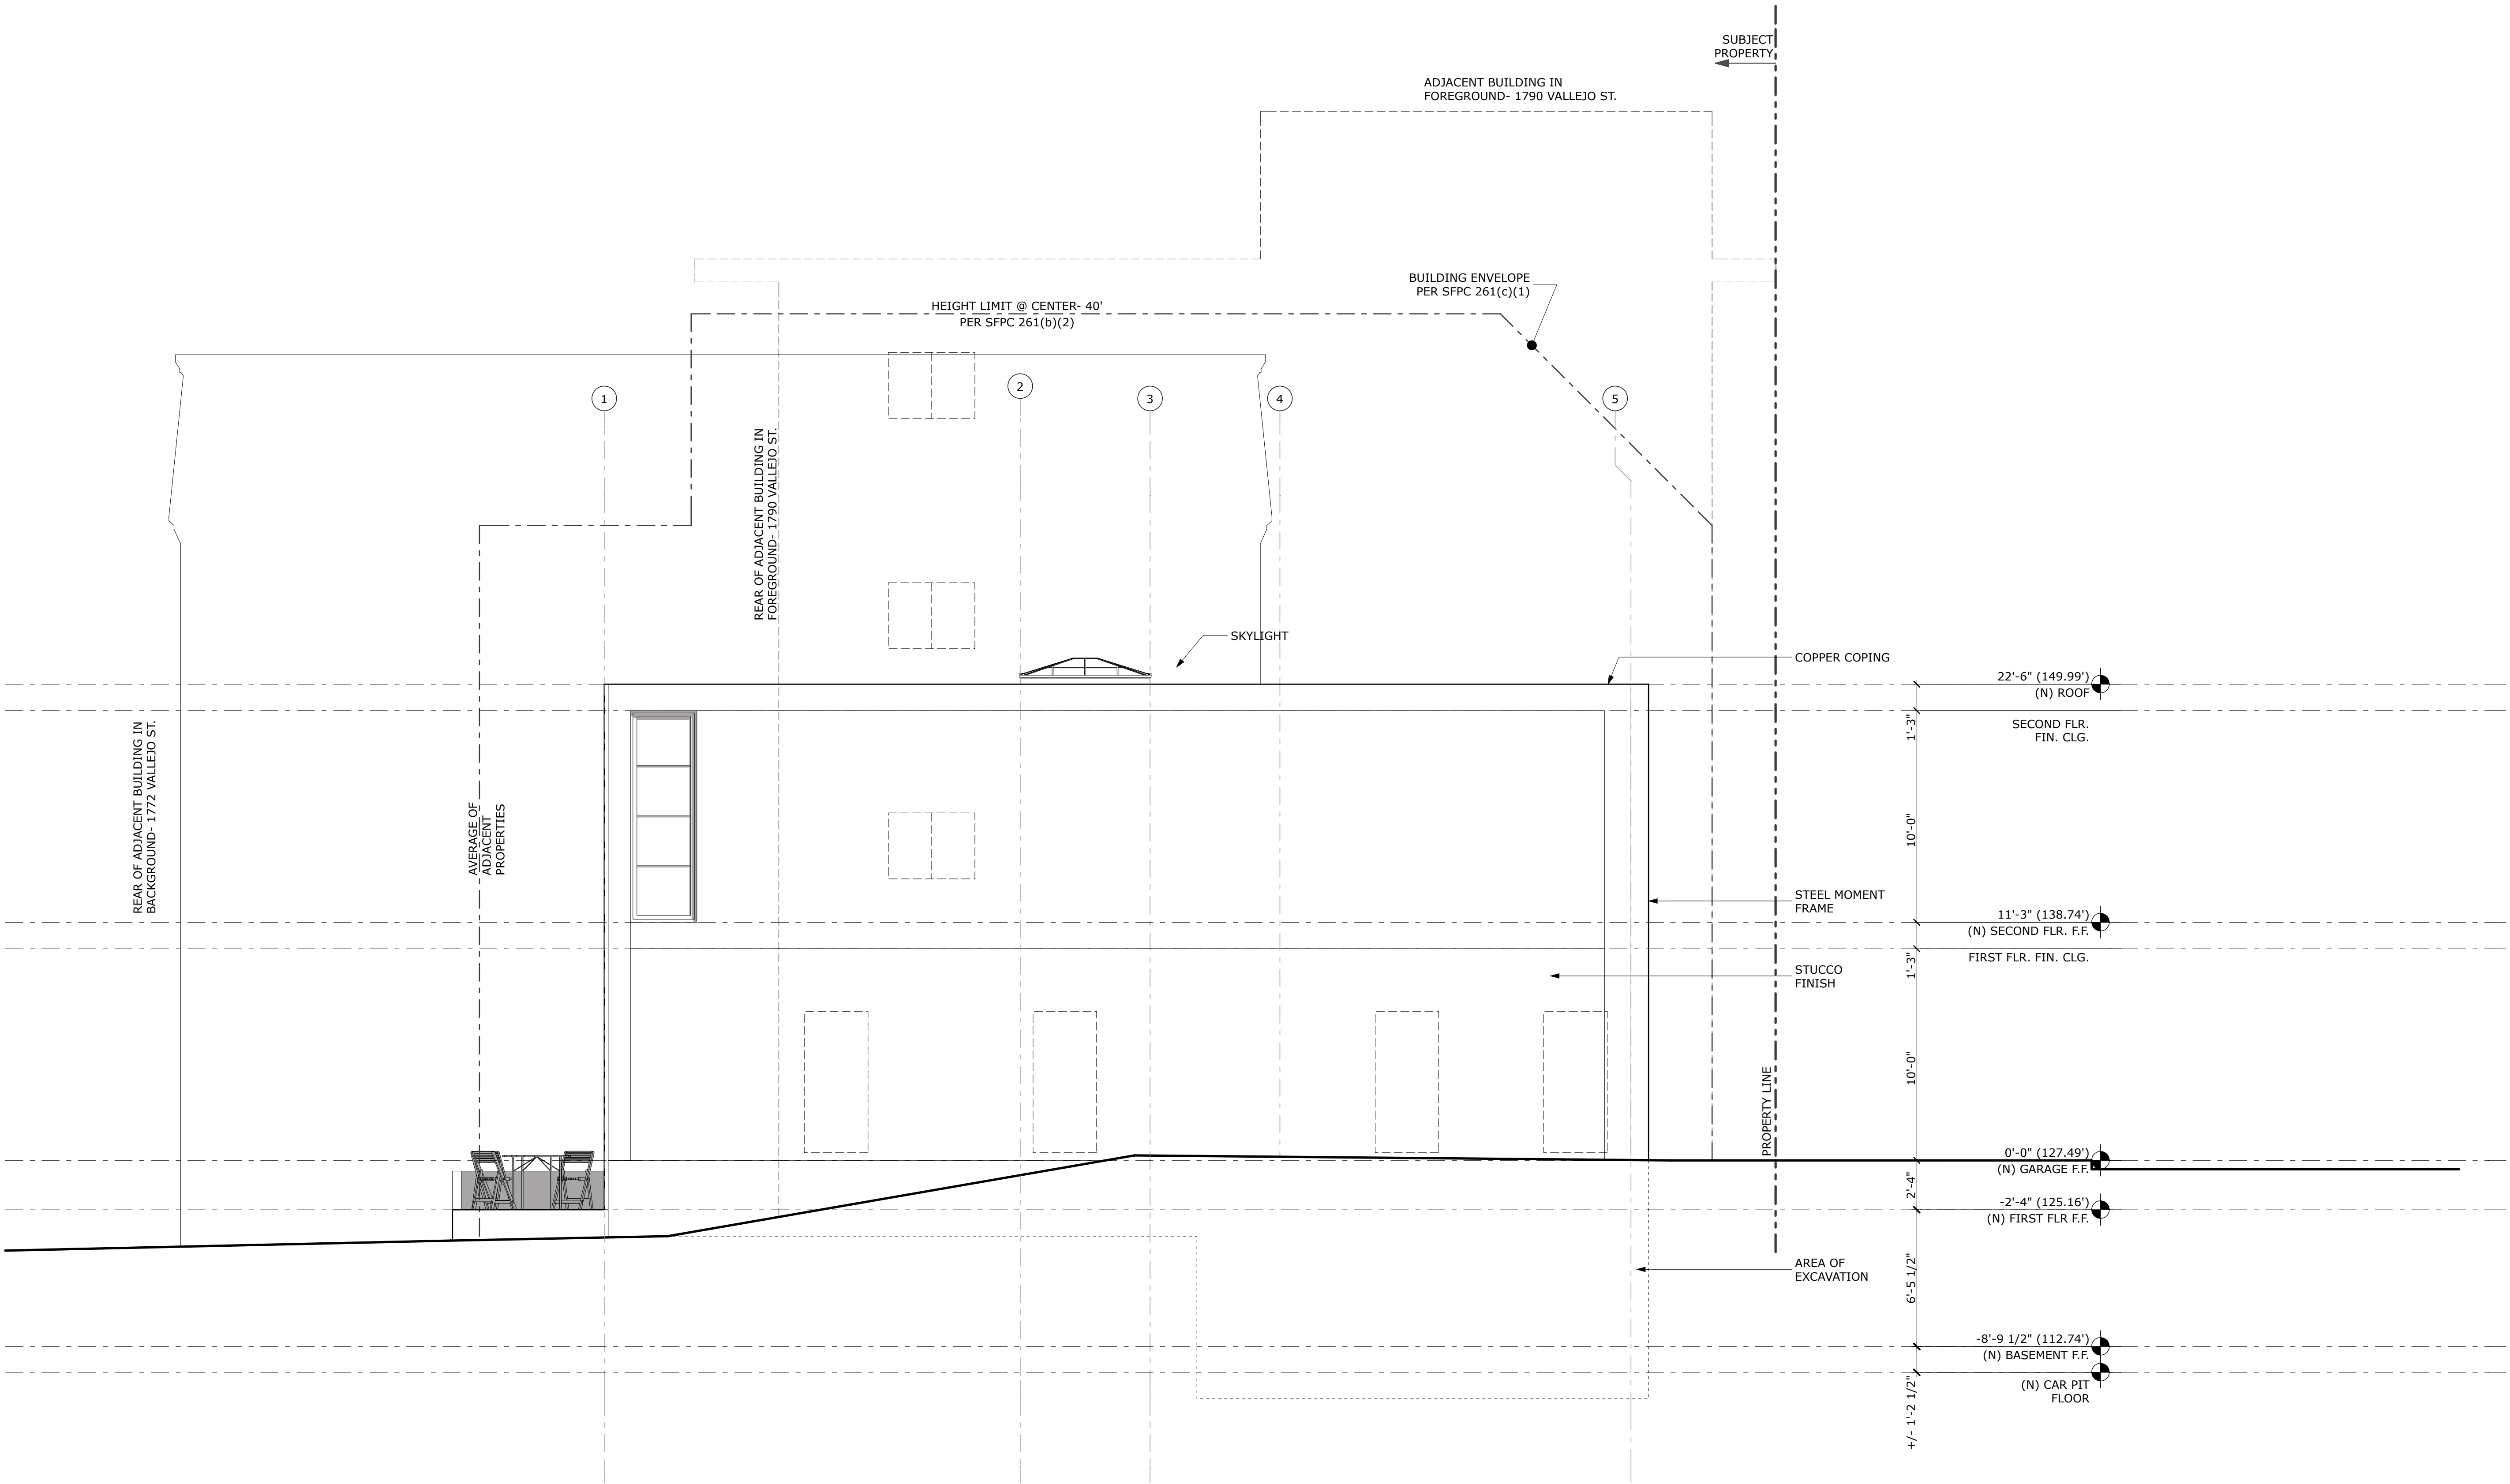 SUBJECT
PROPERTY
ADJACENT BUILDING IN
FOREGROUND- 1790 VALLEJO ST.
BUILDING ENVELOPE
PER SFPC 261(c)(1)
HEIGHT LIMIT @ CENTER- 40'
PER SFPC 261(b)(2)
1
2
3
4
5
REAR OF ADJACENT BUILDING IN
FOREGROUND- 1790 VALLEJO ST.
SKYLIGHT
COPPER COPING
22'-6" (149.99')
(N) ROOF
1'-3"
SECOND FLR.
FIN. CLG.
REAR OF ADJACENT BUILDING IN
BACKGROUND- 1772 VALLEJO ST.
AVERAGE OF
ADJACENT
PROPERTIES
10'-0"
STEEL MOMENT
FRAME
11'-3" (138.74')
(N) SECOND FLR. F.F.
1'-3"
FIRST FLR. FIN. CLG.
STUCCO
FINISH
10'-0"
PROPERTY LINE
0'-0" (127.49')
(N) GARAGE F.F.
2'-4"
-2'-4" (125.16')
(N) FIRST FLR F.F.
AREA OF
EXCAVATION
6'-5 1/2"
-8'-9 1/2" (112.74')
(N) BASEMENT F.F.
+/- 1'-2 1/2"
(N) CAR PIT
FLOOR